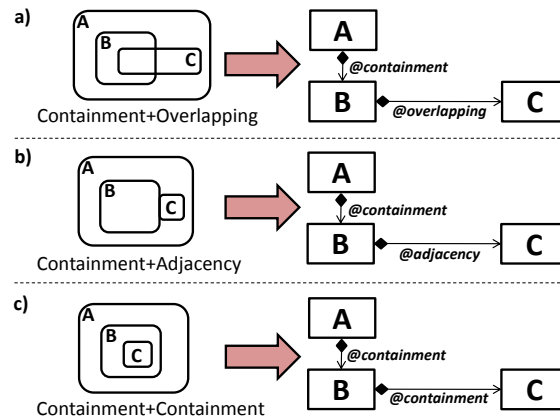 a)
A
B
C
Containment+Overlapping
A
@containment
B
@overlapping
C
b)
A
B
C
Containment+Adjacency
A
@containment
B
@adjacency
C
c)
A
B
C
Containment+Containment
A
@containment
B
@containment
C